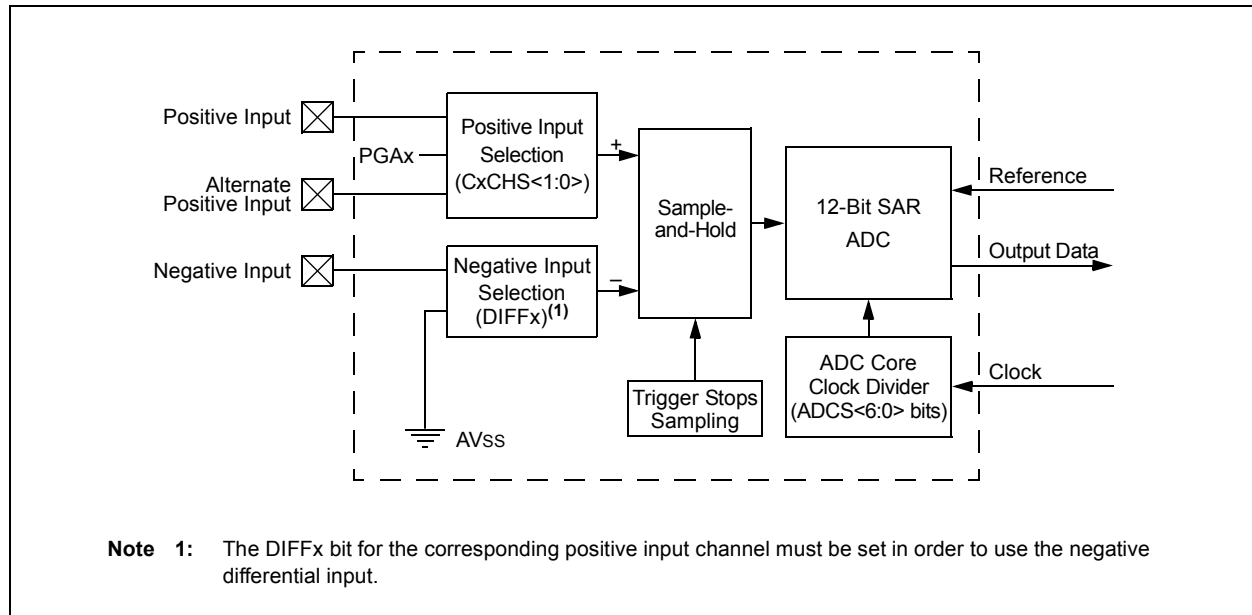 Positive Input
PGAx
Alternate
Positive Input
Negative Input
Positive Input
Selection
(CxCHS<1:0>)
+
Negative Input
Selection
(DIFFx)(1)
–
AVSS
Sample-
and-Hold
Trigger Stops
Sampling
12-Bit SAR
ADC
ADC Core
Clock Divider
(ADCS<6:0> bits)
Reference
Output Data
Clock
Note 1: The DIFFx bit for the corresponding positive input channel must be set in order to use the negative
differential input.